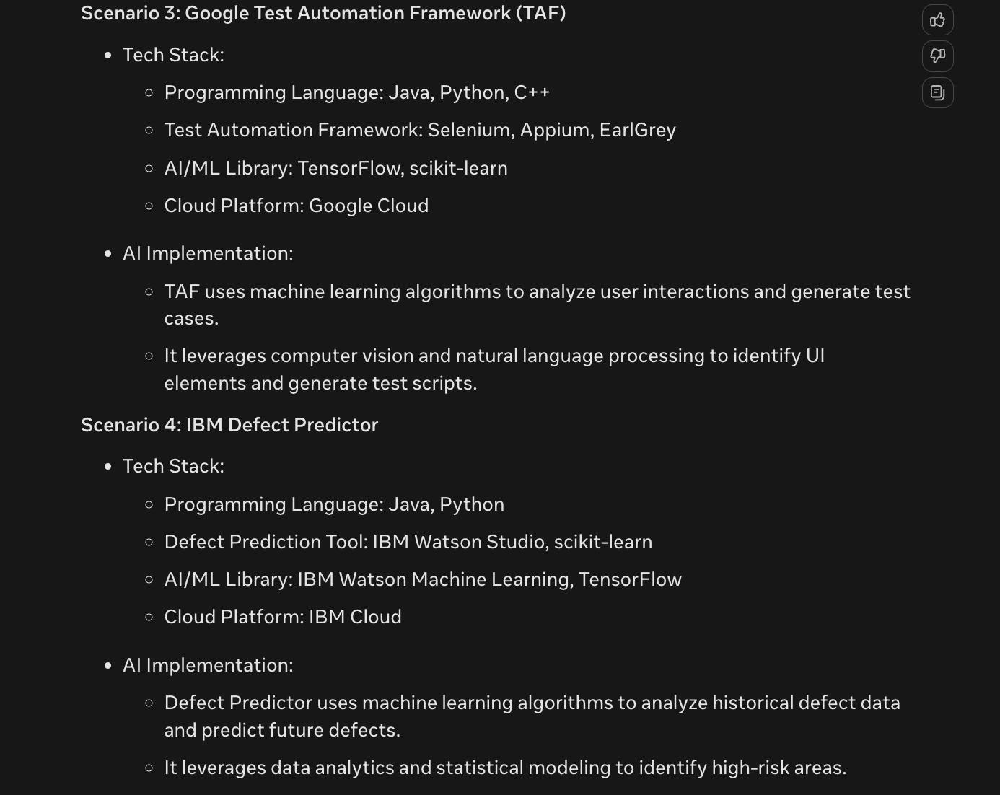 Scenario 3: Google Test Automation Framework (TAF)
• Tech Stack:
○ Programming Language: Java, Python, C++
○ Test Automation Framework: Selenium, Appium, EarlGrey
○ AI/ML Library: TensorFlow, scikit-learn
○ Cloud Platform: Google Cloud
• AI Implementation:
○ TAF uses machine learning algorithms to analyze user interactions and generate test
cases.
○ It leverages computer vision and natural language processing to identify UI
elements and generate test scripts.
Scenario 4: IBM Defect Predictor
• Tech Stack:
○ Programming Language: Java, Python
○ Defect Prediction Tool: IBM Watson Studio, scikit-learn
○ AI/ML Library: IBM Watson Machine Learning, TensorFlow
○ Cloud Platform: IBM Cloud
• AI Implementation:
○ Defect Predictor uses machine learning algorithms to analyze historical defect data
and predict future defects.
○ It leverages data analytics and statistical modeling to identify high-risk areas.